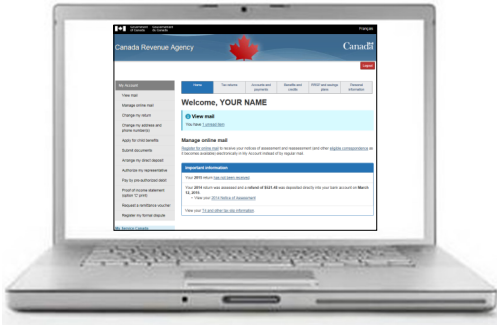 Government of Canada
Gouvernement du Canada
Français
Canada Revenue Agency
Canada
Logout
My Account
Home
Tax returns
Accounts and payments
Benefits and credits
RRSP and savings plans
Personal information
View mail
Manage online mail
Change my return
Change my address and
phone number(s)
Apply for child benefits
Submit documents
Arrange my direct deposit
Authorize my representative
Pay by pre-authorized debit
Proof of income statement
(option 'C' print)
Request a remittance voucher
Register my formal dispute
My Service Canada
Welcome, YOUR NAME
View mail
You have 1 unread item
Manage online mail
Register for online mail to receive your notices of assessment and reassessment (and other eligible correspondence as
it becomes available) electronically in My Account instead of by regular mail.
Important information
Your 2015 return has not been received.
Your 2014 return was assessed and a refund of $321.45 was deposited directly into your bank account on March
12, 2015.
View your 2014 Notice of Assessment
View your T4 and other tax slip information